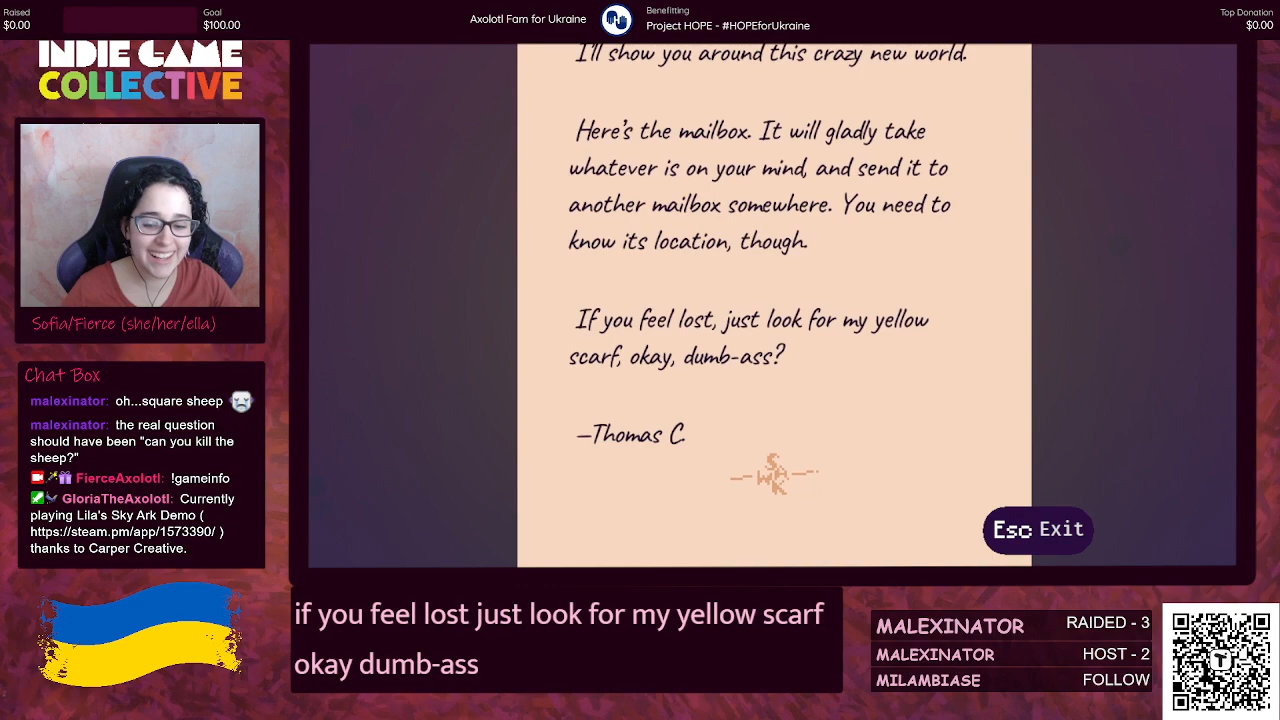 Raised
$0.00
Goal
$100.00
Axolotl Fam for Ukraine
Benefitting
Project HOPE - #HOPEforUkraine
Top Donation
$0.00
INDIE GAME
COLLECTIVE
Sofia/Fierce (she/her/ella)
Chat Box
malexinator: oh...square sheep
malexinator: the real question
should have been "can you kill the
sheep?"
FierceAxolotl: !gameinfo
GloriaTheAxolotl: Currently
playing Lila's Sky Ark Demo (
https://steam.pm/app/1573390/ )
thanks to Carper Creative.
I'll show you around this crazy new world.
Here's the mailbox. It will gladly take
whatever is on your mind, and send it to
another mailbox somewhere. You need to
know its location, though.
If you feel lost, just look for my yellow
scarf, okay, dumb-ass?
—Thomas C.
Esc Exit
if you feel lost just look for my yellow scarf
okay dumb-ass
MALEXINATOR RAIDED - 3
MALEXINATOR HOST - 2
MILAMBIASE FOLLOW